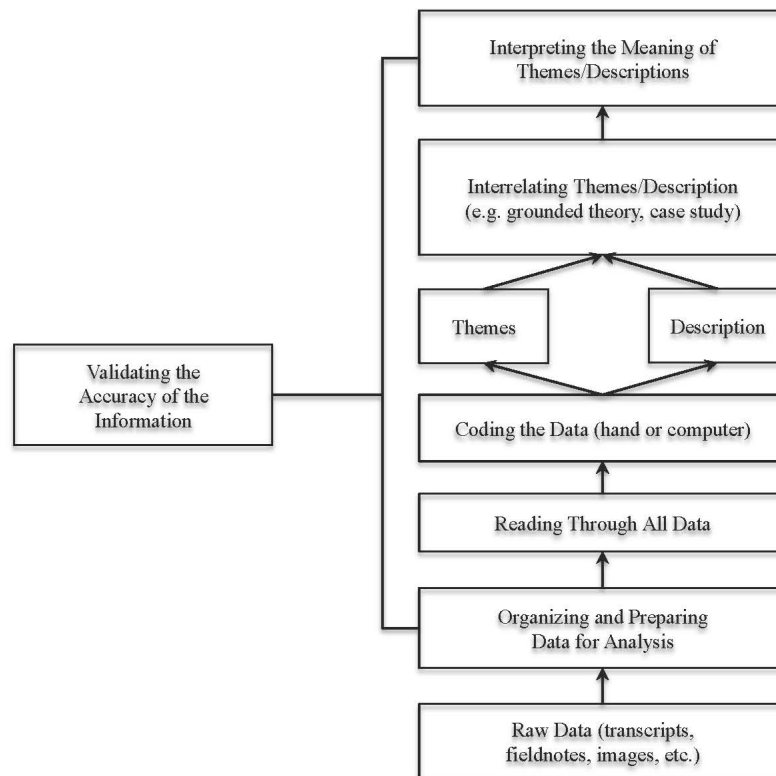 Interpreting the Meaning of
Themes/Descriptions
Interrelating Themes/Description
(e.g. grounded theory, case study)
Themes
Description
Validating the
Accuracy of the
Information
Coding the Data (hand or computer)
Reading Through All Data
Organizing and Preparing
Data for Analysis
Raw Data (transcripts,
fieldnotes, images, etc.)